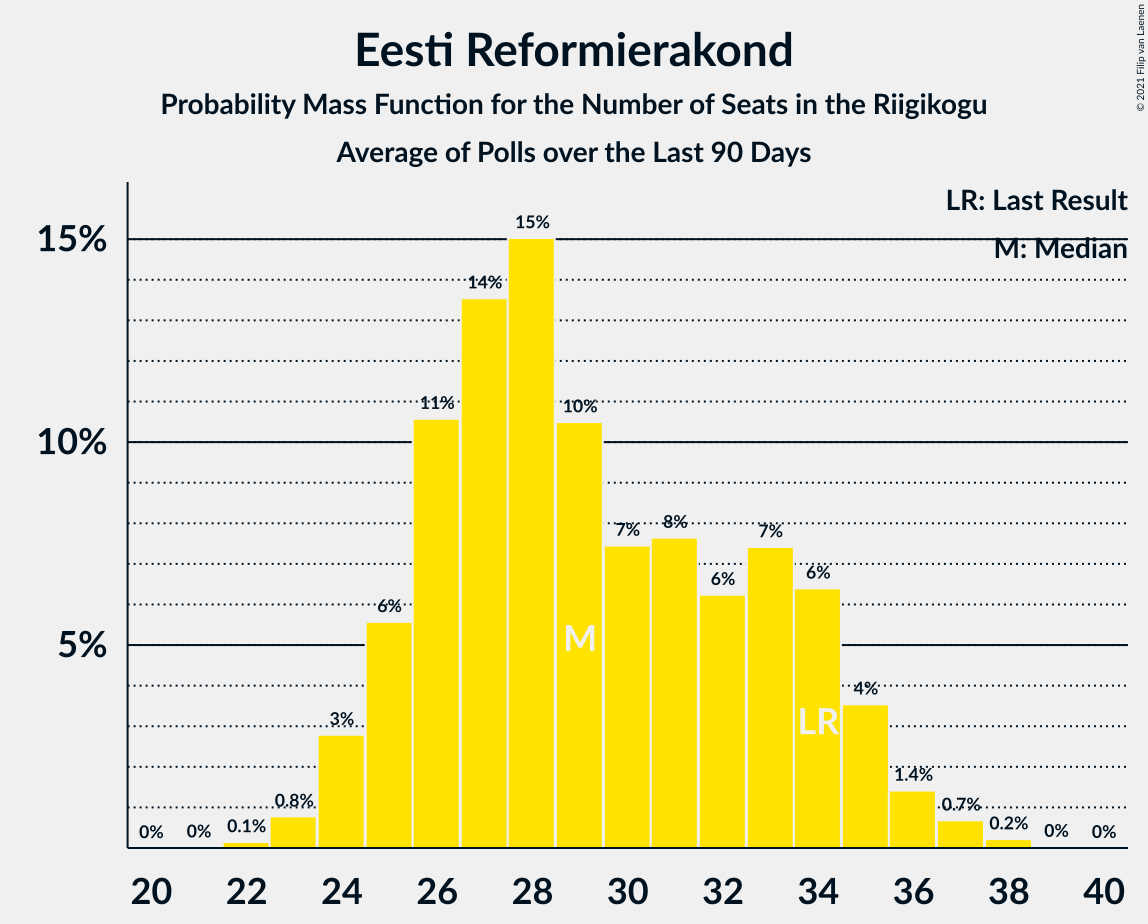 Eesti Reformierakond
Probability Mass Function for the Number of Seats in the Riigikogu
Average of Polls over the Last 90 Days
© 2021 Filip van Laenen
LR: Last Result
M: Median
15%
10%
5%
0%
0%
0.1%
0.8%
3%
6%
11%
14%
15%
10%
7%
8%
6%
7%
6%
4%
1.4%
0.7%
0.2%
0%
0%
M
LR
20 22 24 26 28 30 32 34 36 38 40